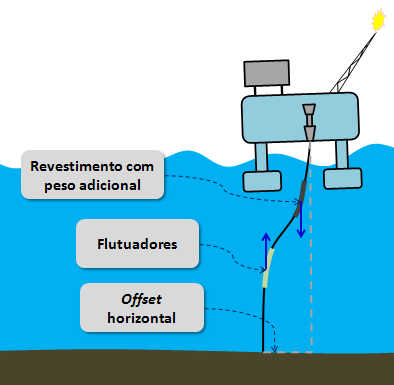 Revestimento com
peso adicional
Flutuadores
Offset
horizontal